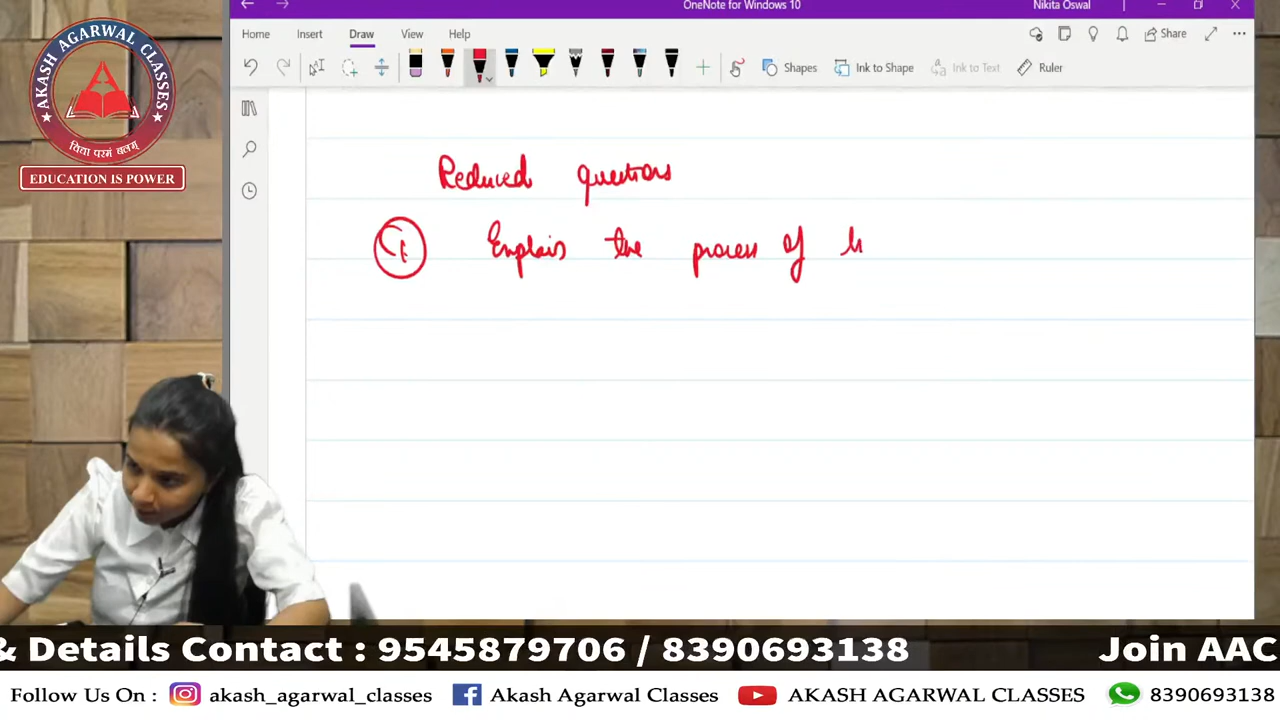 OneNote for Windows 10
Nikita Oswal
Home Insert Draw View Help
Share
Shapes Ink to Shape Ink to Text Ruler
AKASH AGARWAL CLASSES
विद्या परमं बलम्
EDUCATION IS POWER
Reduced questions
1 Explain the process of
& Details Contact : 9545879706 / 8390693138 Join AAC
Follow Us On : akash_agarwal_classes Akash Agarwal Classes AKASH AGARWAL CLASSES 8390693138